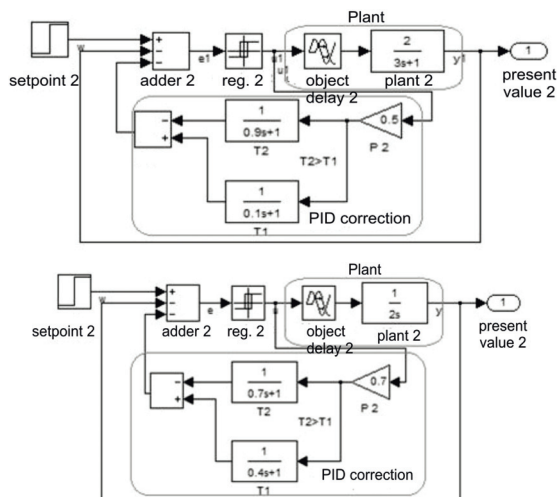 Plant
w
+
−
−
e1
u1
u1
2
3s+1
y1
1
setpoint 2
adder 2
reg. 2
object
delay 2
plant 2
present
value 2
−
+
1
0.9s+1
T2
0.5
P 2
T2>T1
1
0.1s+1
T1
PID correction
Plant
w
+
−
−
e
u
1
2s
y
1
setpoint 2
adder 2
reg. 2
object
delay 2
plant 2
present
value 2
−
+
1
0.7s+1
T2
0.7
P 2
T2>T1
1
0.4s+1
T1
PID correction